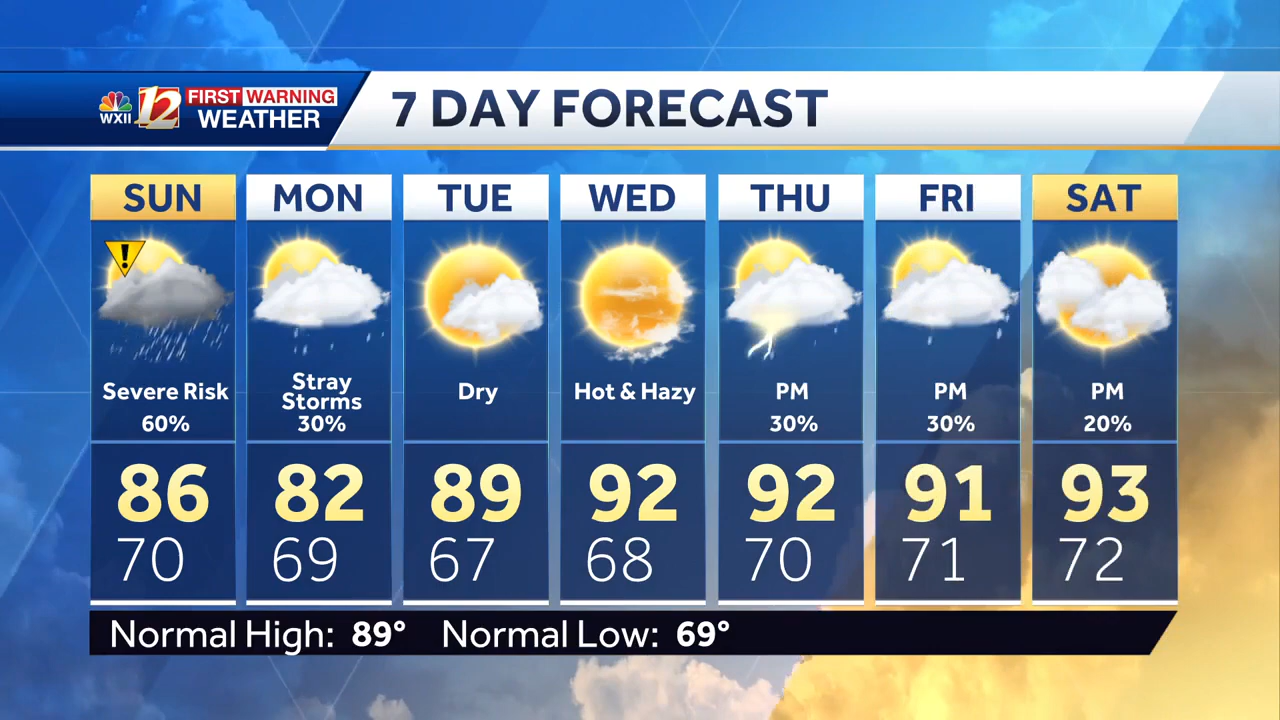 WXII 12 FIRST WARNING WEATHER
7 DAY FORECAST
SUN MON TUE WED THU FRI SAT
!
Severe Risk
60%
Stray
Storms
30%
Dry
Hot & Hazy
PM
30%
PM
30%
PM
20%
86 82 89 92 92 91 93
70 69 67 68 70 71 72
Normal High: 89° Normal Low: 69°